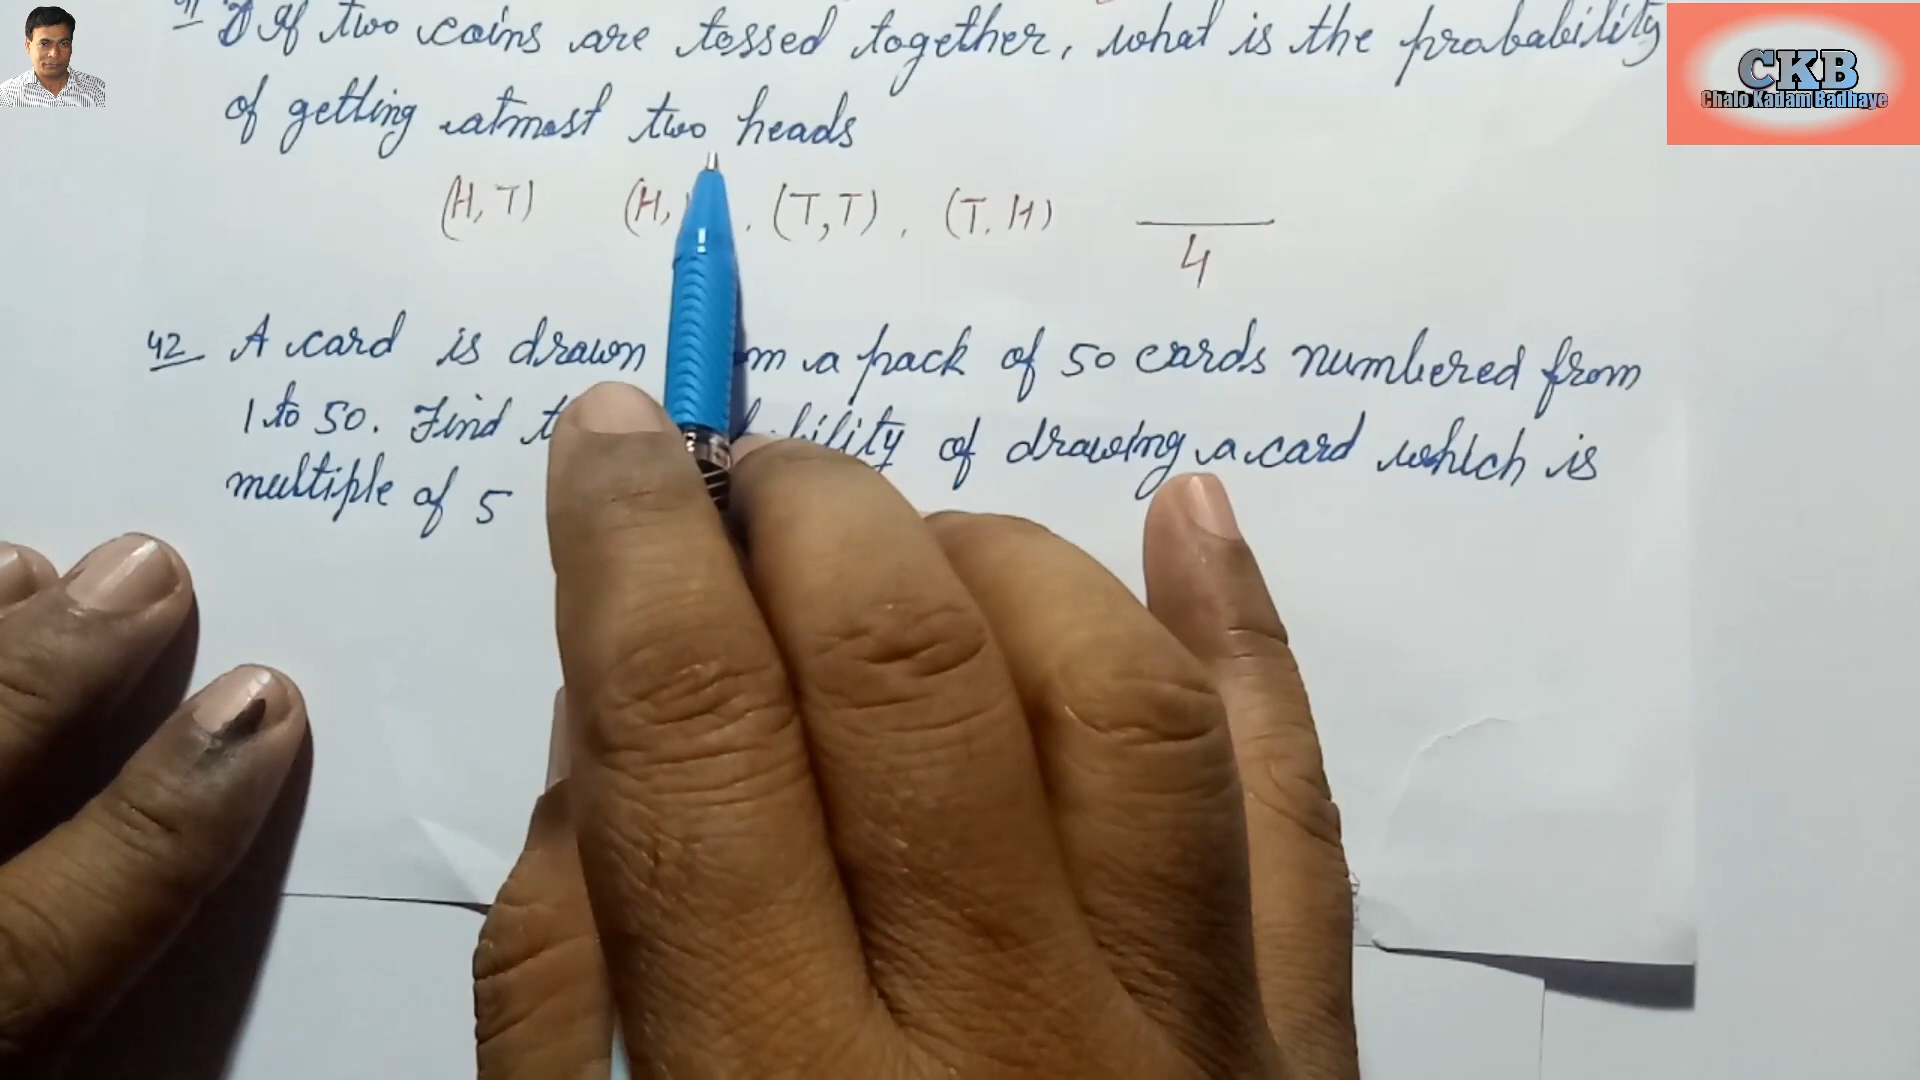 If two coins are tossed together, what is the probability
of getting atmost two heads
(H, T) (H, , (T,T) , (T, H)
4
42 A card is drawn a pack of 50 cards numbered from
1 to 50. Find of drawing a card which is
multiple of 5
CKB
Chalo Kadam Badhaye